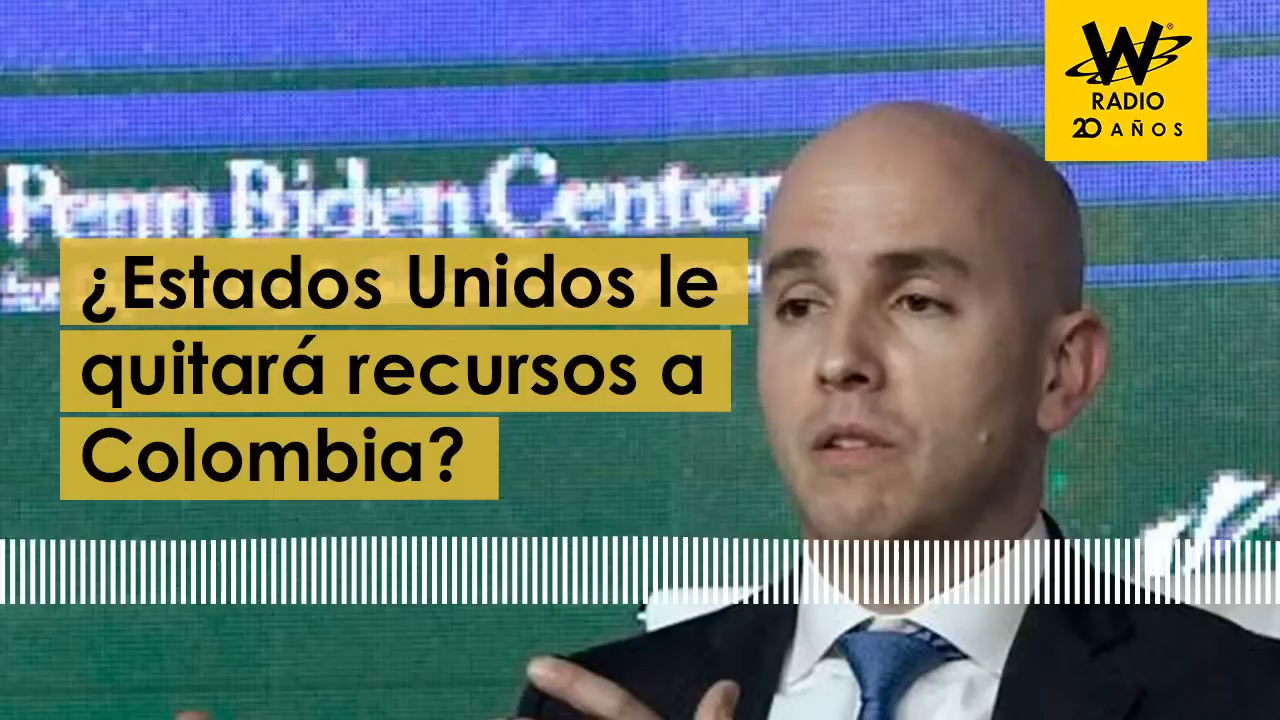 W
RADIO
20 AÑOS
Penn Biden Center
¿Estados Unidos le
quitará recursos a
Colombia?